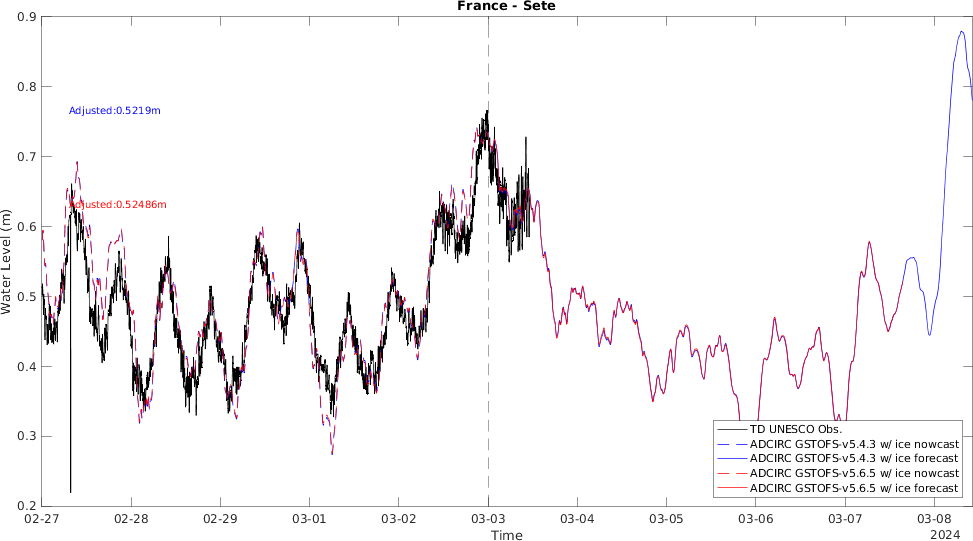 France - Sete
0.9
0.8
0.7
0.6
0.5
0.4
0.3
0.2
Water Level (m)
Adjusted:0.5219m
Adjusted:0.52486m
TD UNESCO Obs.
ADCIRC GSTOFS-v5.4.3 w/ ice nowcast
ADCIRC GSTOFS-v5.4.3 w/ ice forecast
ADCIRC GSTOFS-v5.6.5 w/ ice nowcast
ADCIRC GSTOFS-v5.6.5 w/ ice forecast
02-27 02-28 02-29 03-01 03-02 03-03 03-04 03-05 03-06 03-07 03-08
Time
2024